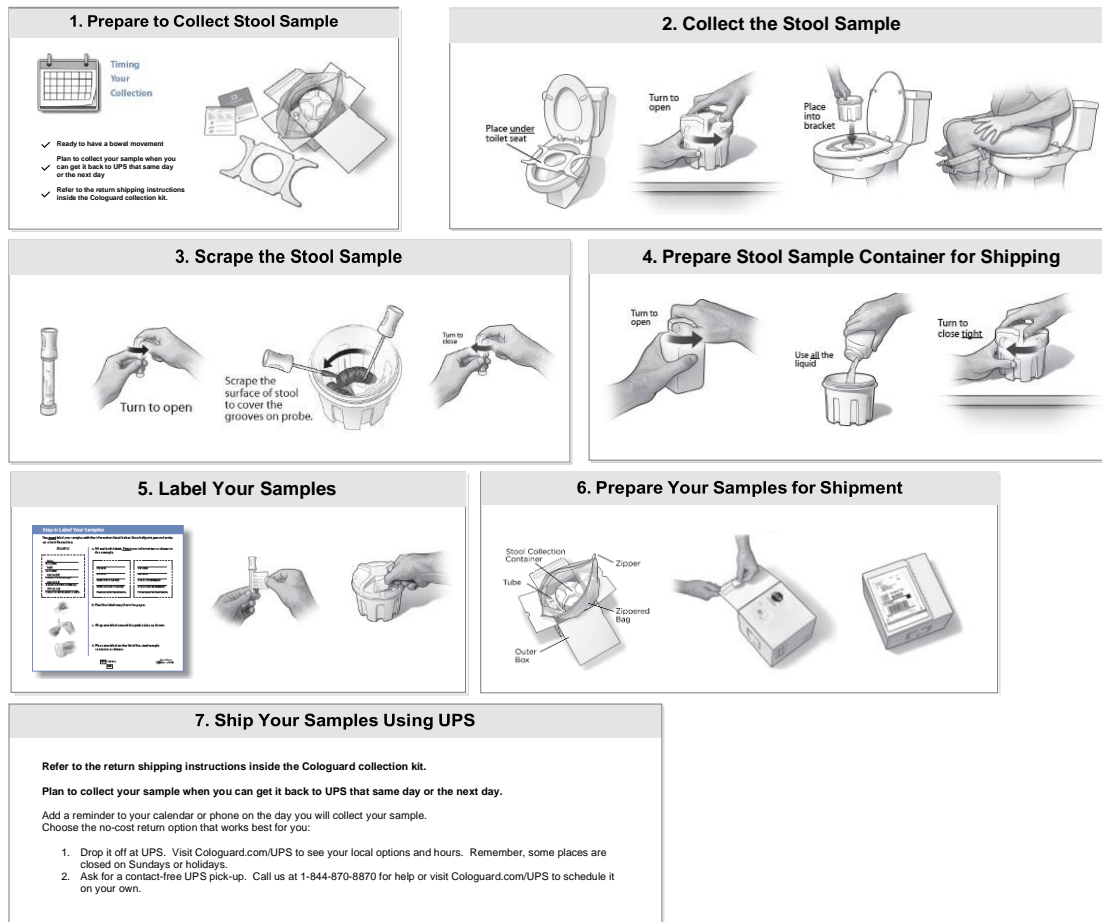 1. Prepare to Collect Stool Sample
Timing
Your
Collection
Ready to have a bowel movement
Plan to collect your sample when you
can get it back to UPS that same day
or the next day
Refer to the return shipping instructions
inside the Cologuard collection kit.
2. Collect the Stool Sample
Place under
toilet seat
Turn to
open
Place
into
bracket
3. Scrape the Stool Sample
Turn to open
Scrape the
surface of stool
to cover the
grooves on probe.
Turn to
close
4. Prepare Stool Sample Container for Shipping
Turn to
open
Use all the
liquid
Turn to
close tight
5. Label Your Samples
Label Your Samples
6. Prepare Your Samples for Shipment
Stool Collection
Container
Zipper
Tube
Zippered
Bag
Outer
Box
7. Ship Your Samples Using UPS
Refer to the return shipping instructions inside the Cologuard collection kit.
Plan to collect your sample when you can get it back to UPS that same day or the next day.
Add a reminder to your calendar or phone on the day you will collect your sample.
Choose the no-cost return option that works best for you:
1. Drop it off at UPS. Visit Cologuard.com/UPS to see your local options and hours. Remember, some places are
closed on Sundays or holidays.
2. Ask for a contact-free UPS pick-up. Call us at 1-844-870-8870 for help or visit Cologuard.com/UPS to schedule it
on your own.